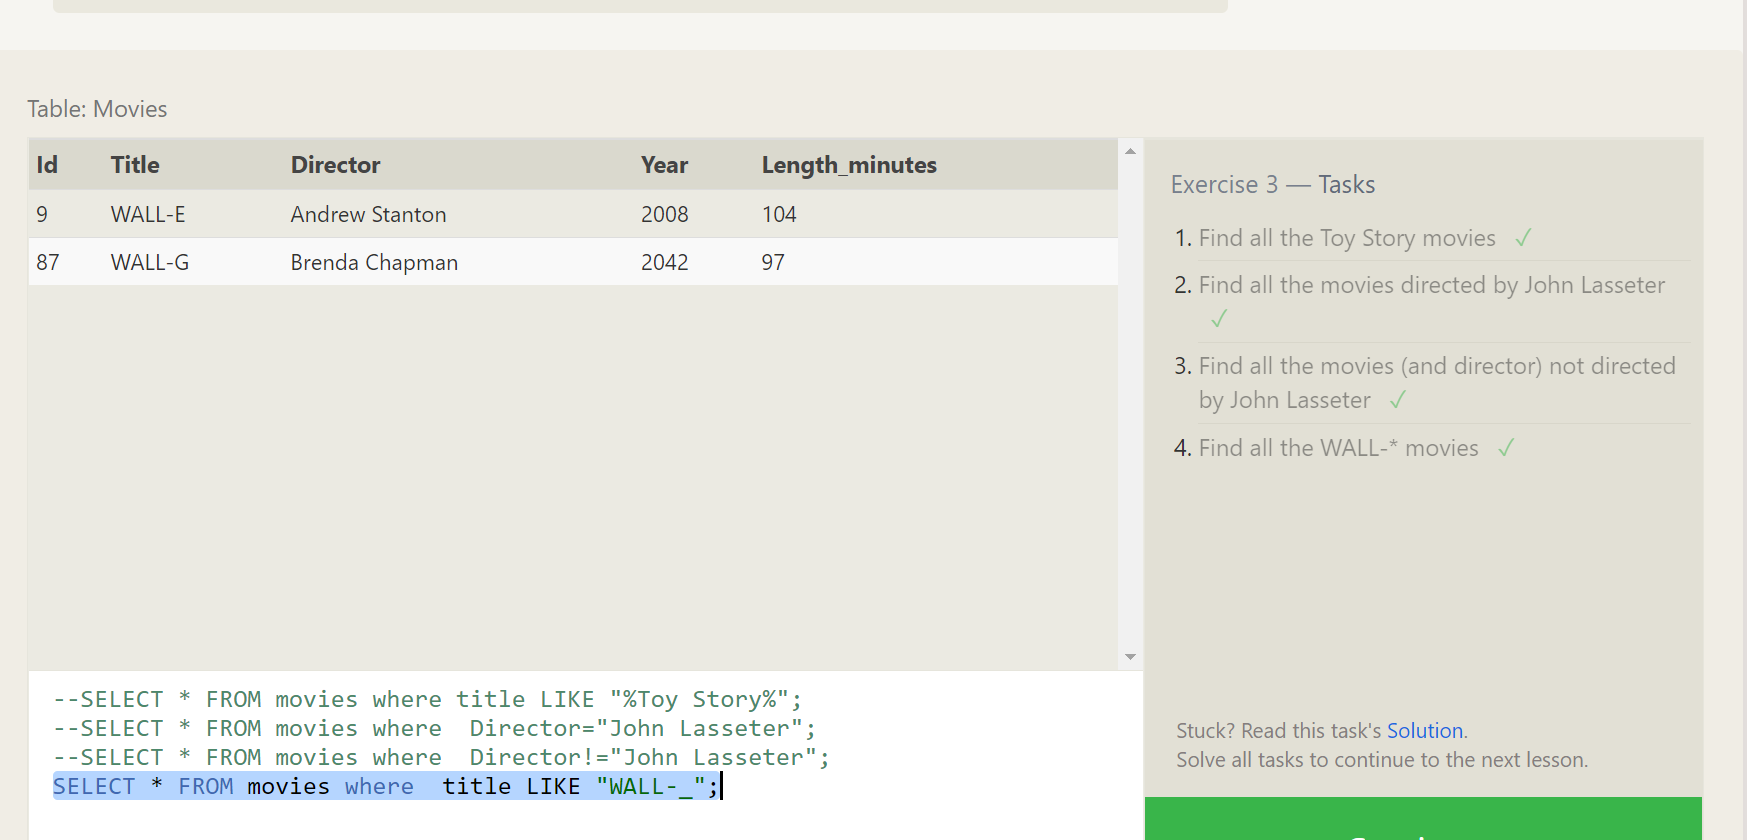 Table: Movies
Id Title Director Year Length_minutes
9 WALL-E Andrew Stanton 2008 104
87 WALL-G Brenda Chapman 2042 97
Exercise 3 — Tasks
1. Find all the Toy Story movies ✓
2. Find all the movies directed by John Lasseter
✓
3. Find all the movies (and director) not directed
by John Lasseter ✓
4. Find all the WALL-* movies ✓
--SELECT * FROM movies where title LIKE "%Toy Story%";
--SELECT * FROM movies where  Director="John Lasseter";
--SELECT * FROM movies where  Director!="John Lasseter";
SELECT * FROM movies where  title LIKE "WALL-_";
Stuck? Read this task's Solution.
Solve all tasks to continue to the next lesson.